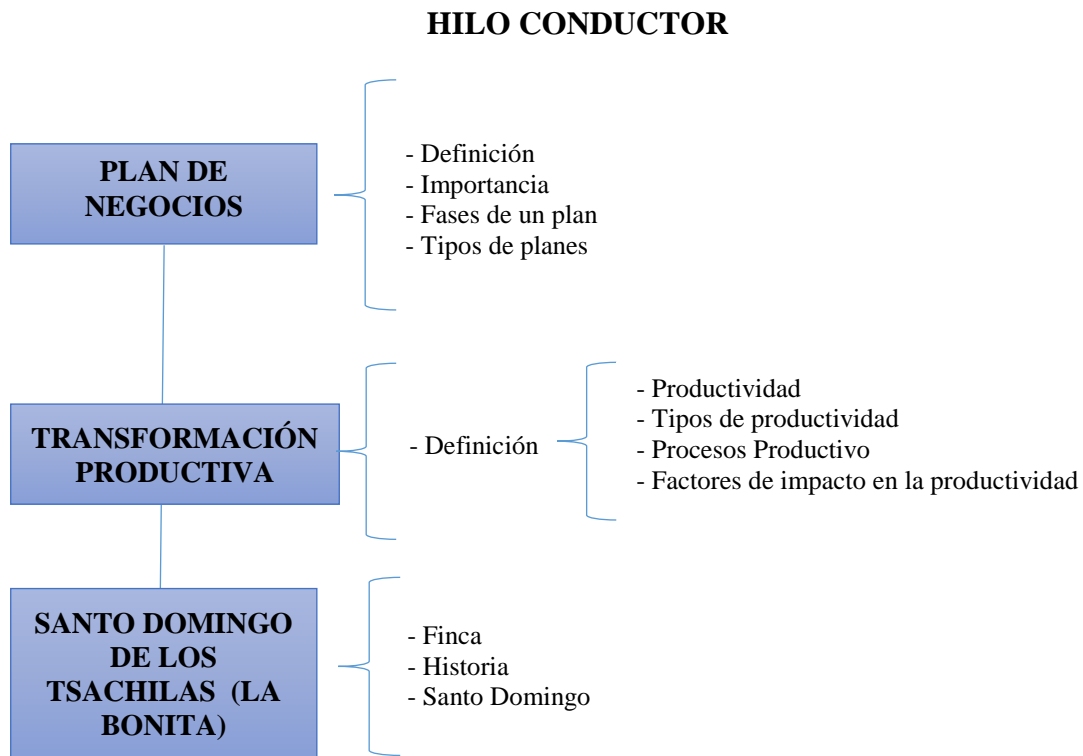 HILO CONDUCTOR
PLAN DE
NEGOCIOS
- Definición
- Importancia
- Fases de un plan
- Tipos de planes
TRANSFORMACIÓN
PRODUCTIVA
- Definición
- Productividad
- Tipos de productividad
- Procesos Productivo
- Factores de impacto en la productividad
SANTO DOMINGO
DE LOS
TSACHILAS (LA
BONITA)
- Finca
- Historia
- Santo Domingo